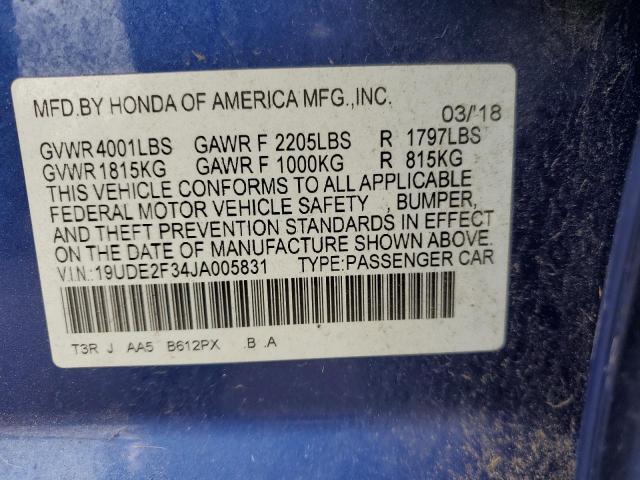 MFD.BY HONDA OF AMERICA MFG.,INC.
03/'18
GVWR 4001LBS GAWR F 2205LBS R 1797LBS
GVWR 1815KG GAWR F 1000KG R 815KG
THIS VEHICLE CONFORMS TO ALL APPLICABLE
FEDERAL MOTOR VEHICLE SAFETY , BUMPER,
AND THEFT PREVENTION STANDARDS IN EFFECT
ON THE DATE OF MANUFACTURE SHOWN ABOVE.
V.I.N.:19UDE2F34JA005831 TYPE:PASSENGER CAR
T3R J AA5 B612PX .B .A